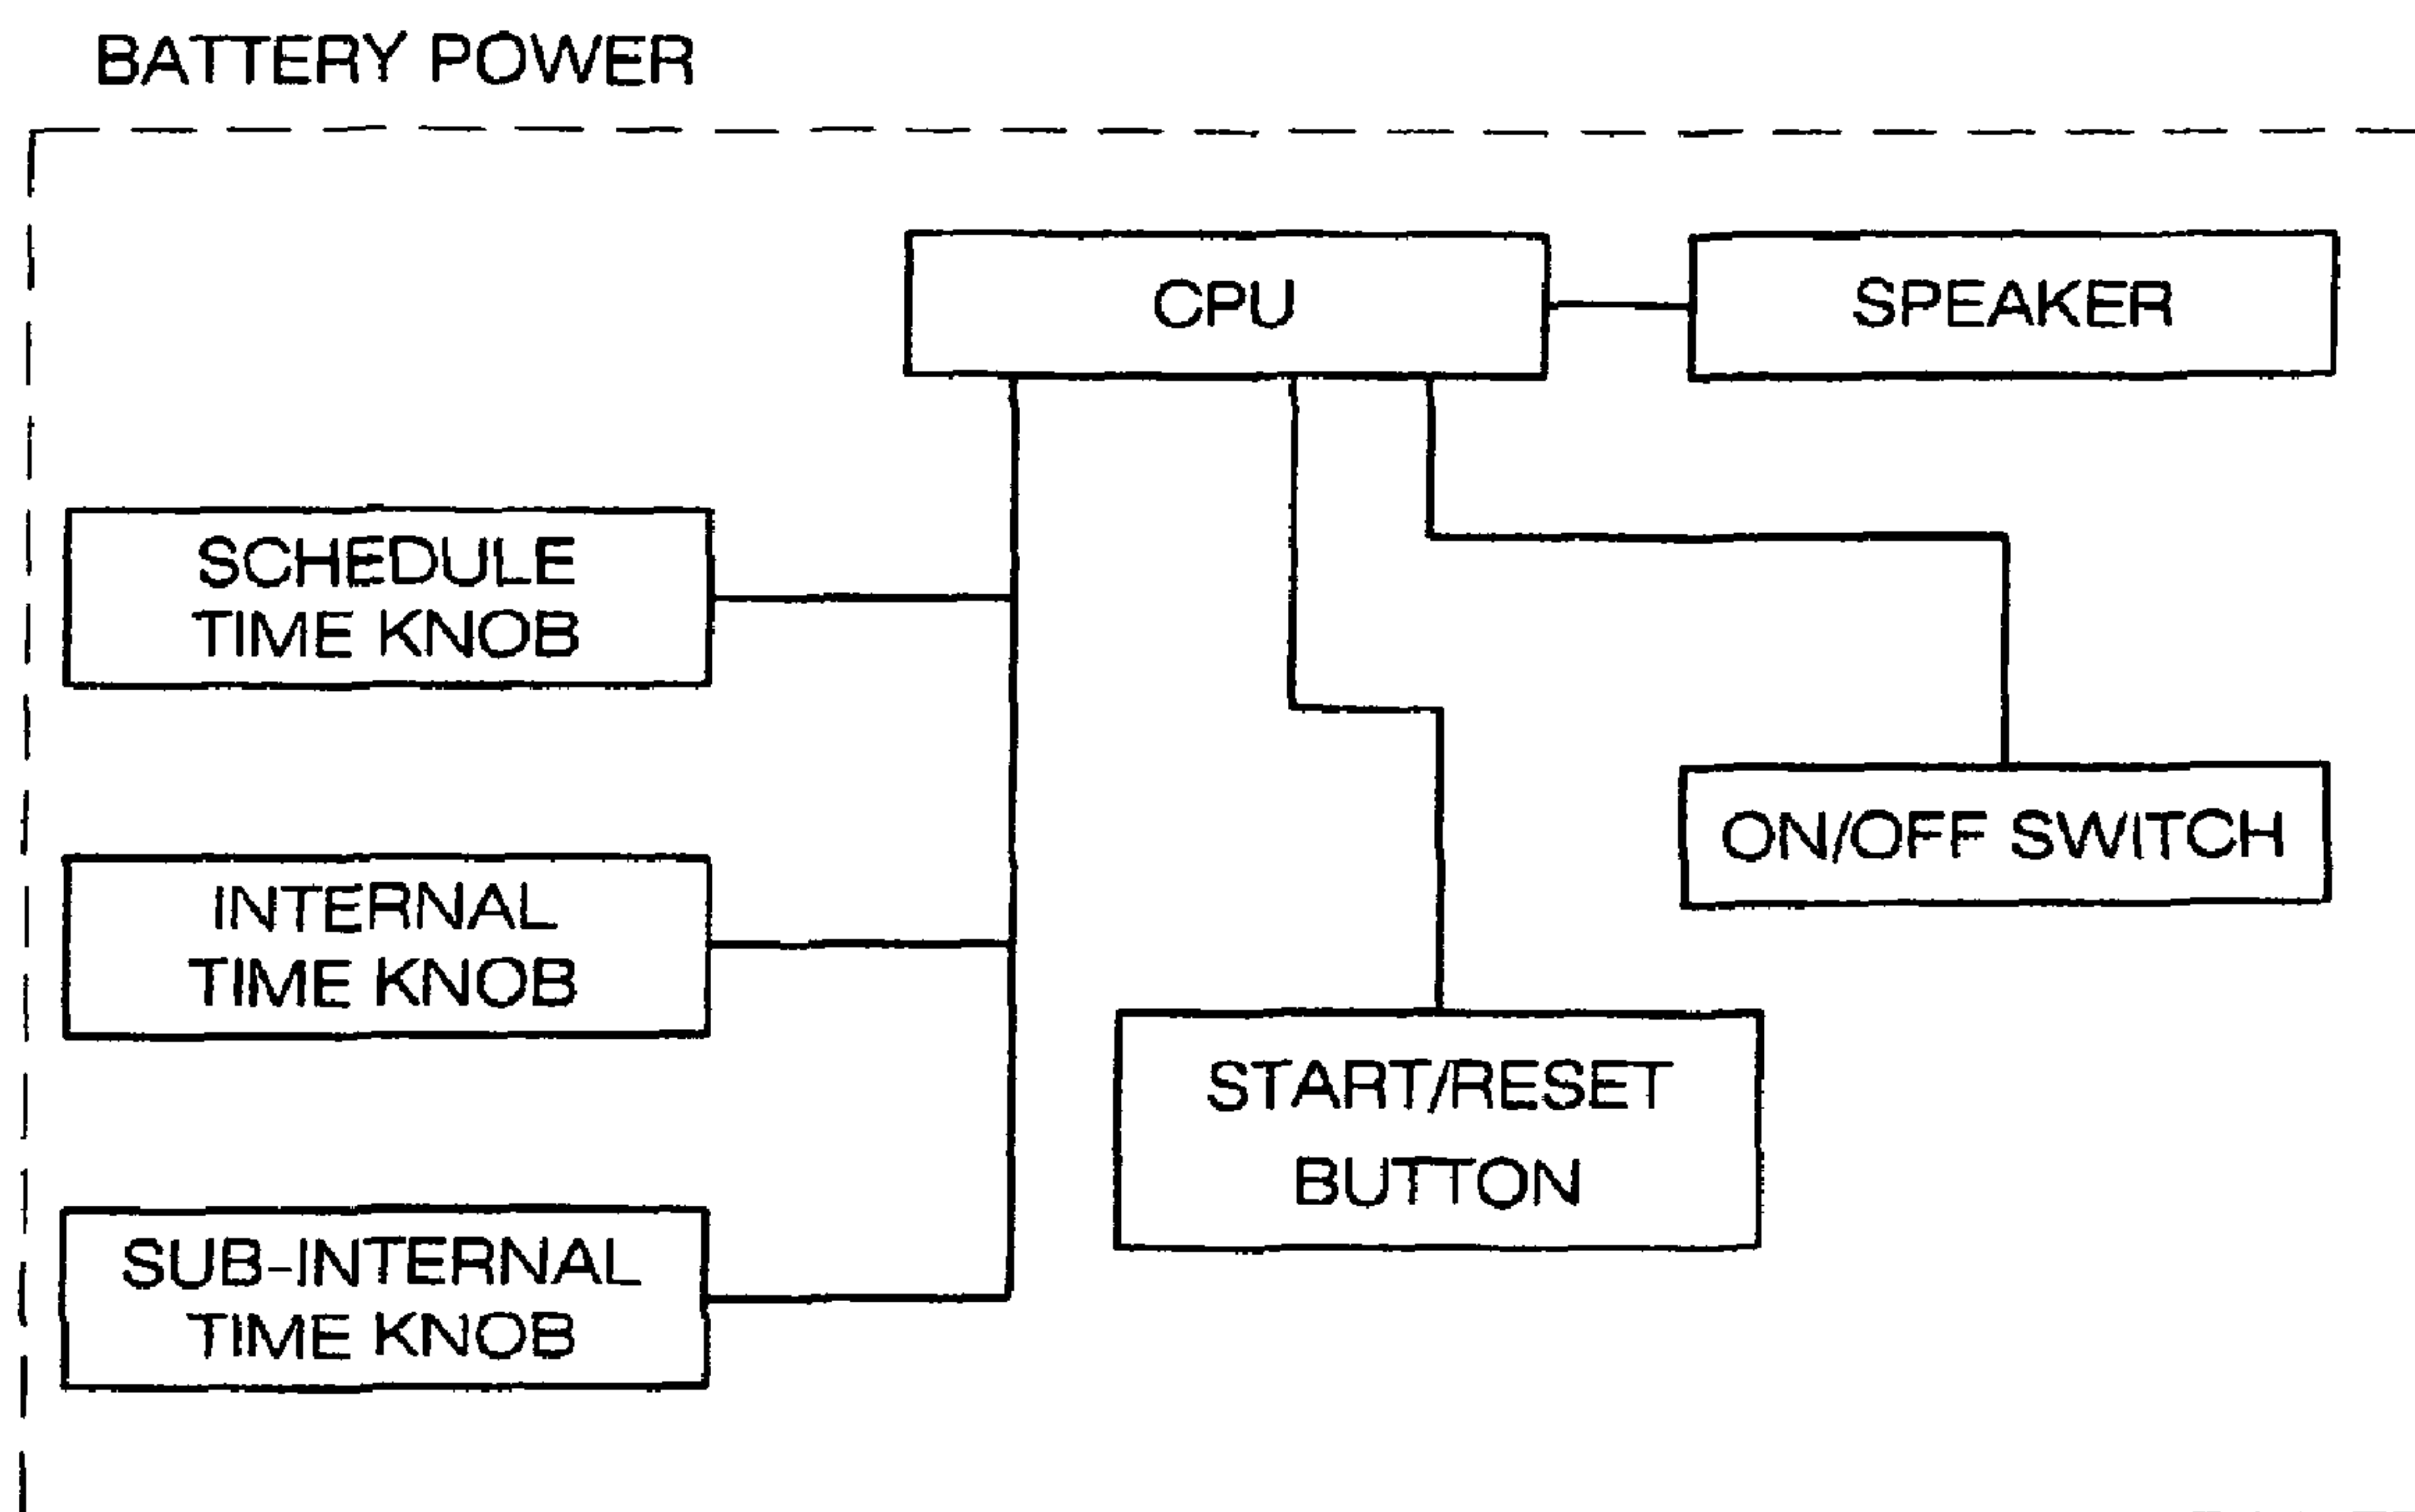 BATTERY POWER
CPU
SPEAKER
SCHEDULE
TIME KNOB
INTERNAL
TIME KNOB
ON/OFF SWITCH
START/RESET
BUTTON
SUB-INTERNAL
TIME KNOB